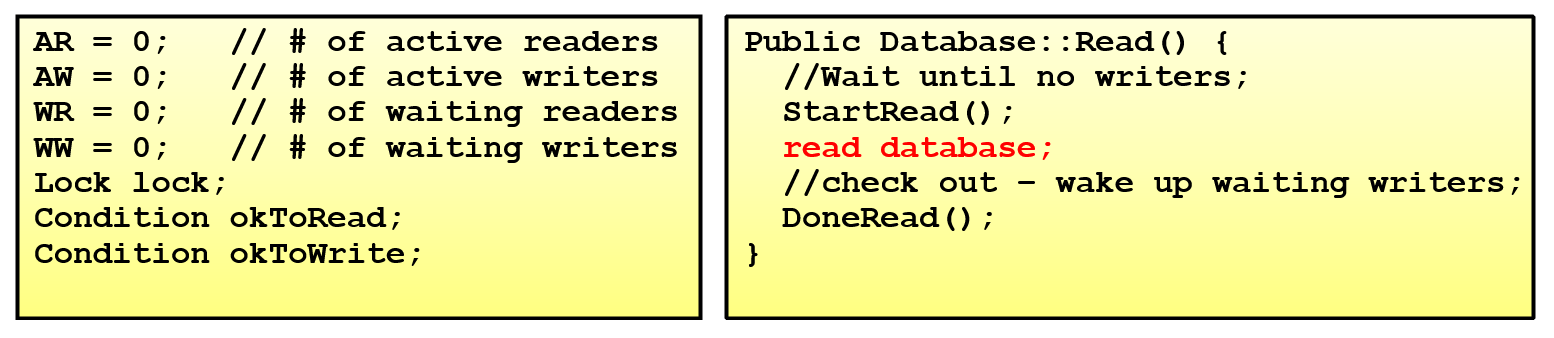 AR = 0;   // # of active readers
AW = 0;   // # of active writers
WR = 0;   // # of waiting readers
WW = 0;   // # of waiting writers
Lock lock;
Condition okToRead;
Condition okToWrite;
Public Database::Read() {
  //Wait until no writers;
  StartRead();
  read database;
  //check out – wake up waiting writers;
  DoneRead();
}